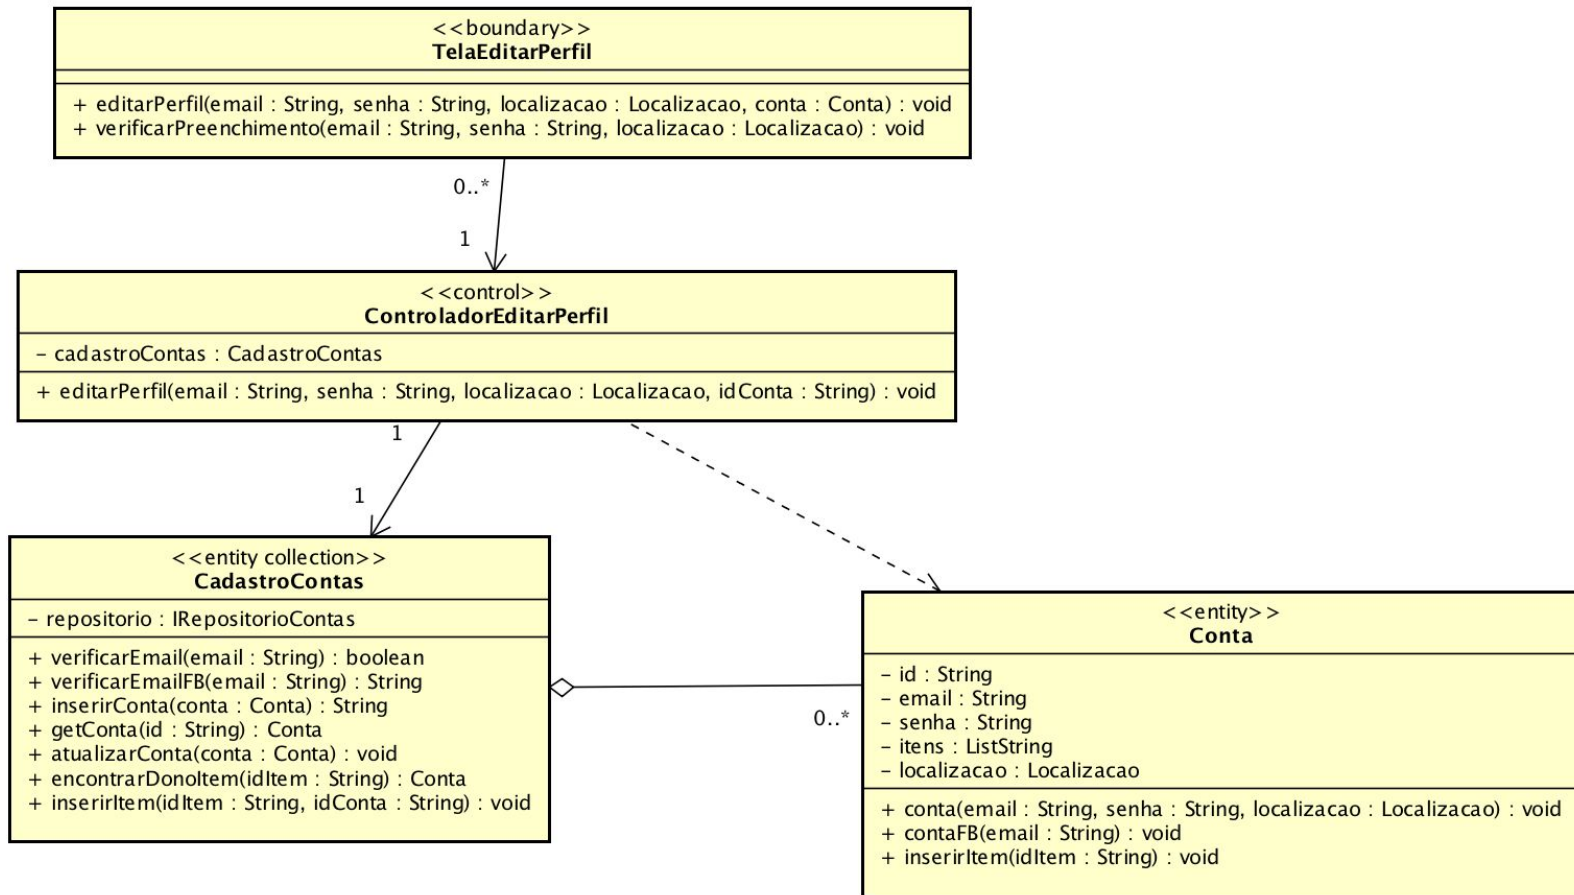 <<boundary>>
TelaEditarPerfil
+ editarPerfil(email : String, senha : String, localizacao : Localizacao, conta : Conta) : void
+ verificarPreenchimento(email : String, senha : String, localizacao : Localizacao) : void
0..*
1
<<control>>
ControladorEditarPerfil
– cadastroContas : CadastroContas
+ editarPerfil(email : String, senha : String, localizacao : Localizacao, idConta : String) : void
1
1
<<entity collection>>
CadastroContas
– repositorio : IRepositorioContas
+ verificarEmail(email : String) : boolean
+ verificarEmailFB(email : String) : String
+ inserirConta(conta : Conta) : String
+ getConta(id : String) : Conta
+ atualizarConta(conta : Conta) : void
+ encontrarDonoItem(idItem : String) : Conta
+ inserirItem(idItem : String, idConta : String) : void
0..*
<<entity>>
Conta
– id : String
– email : String
– senha : String
– itens : ListString
– localizacao : Localizacao
+ conta(email : String, senha : String, localizacao : Localizacao) : void
+ contaFB(email : String) : void
+ inserirItem(idItem : String) : void